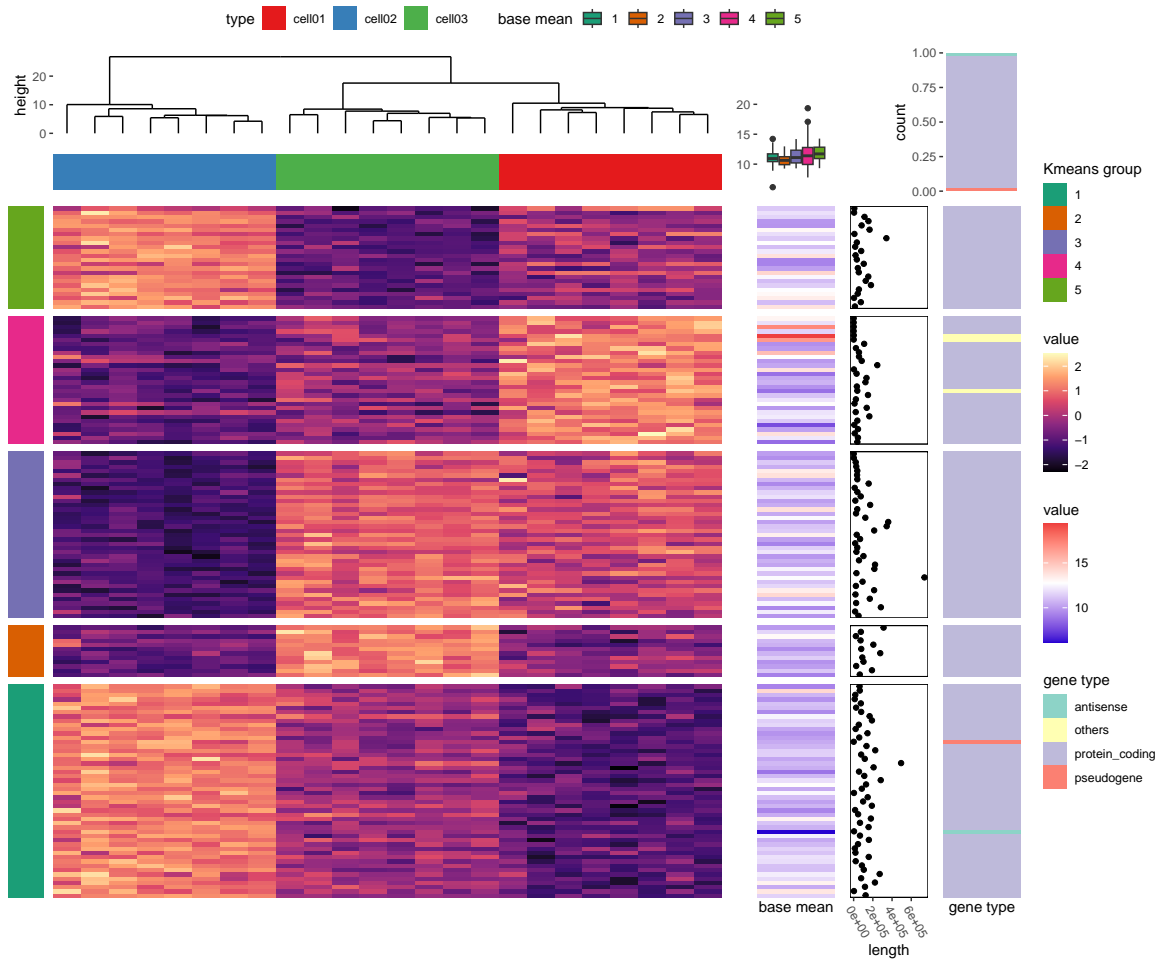 type cell01 cell02 cell03 base mean 1 2 3 4 5
height
20
10
0
20
15
10
count
1.00
0.75
0.50
0.25
0.00
Kmeans group
1
2
3
4
5
value
2
1
0
−1
−2
value
15
10
gene type
antisense
others
protein_coding
pseudogene
base mean
0e+00
2e+05
4e+05
6e+05
length
gene type